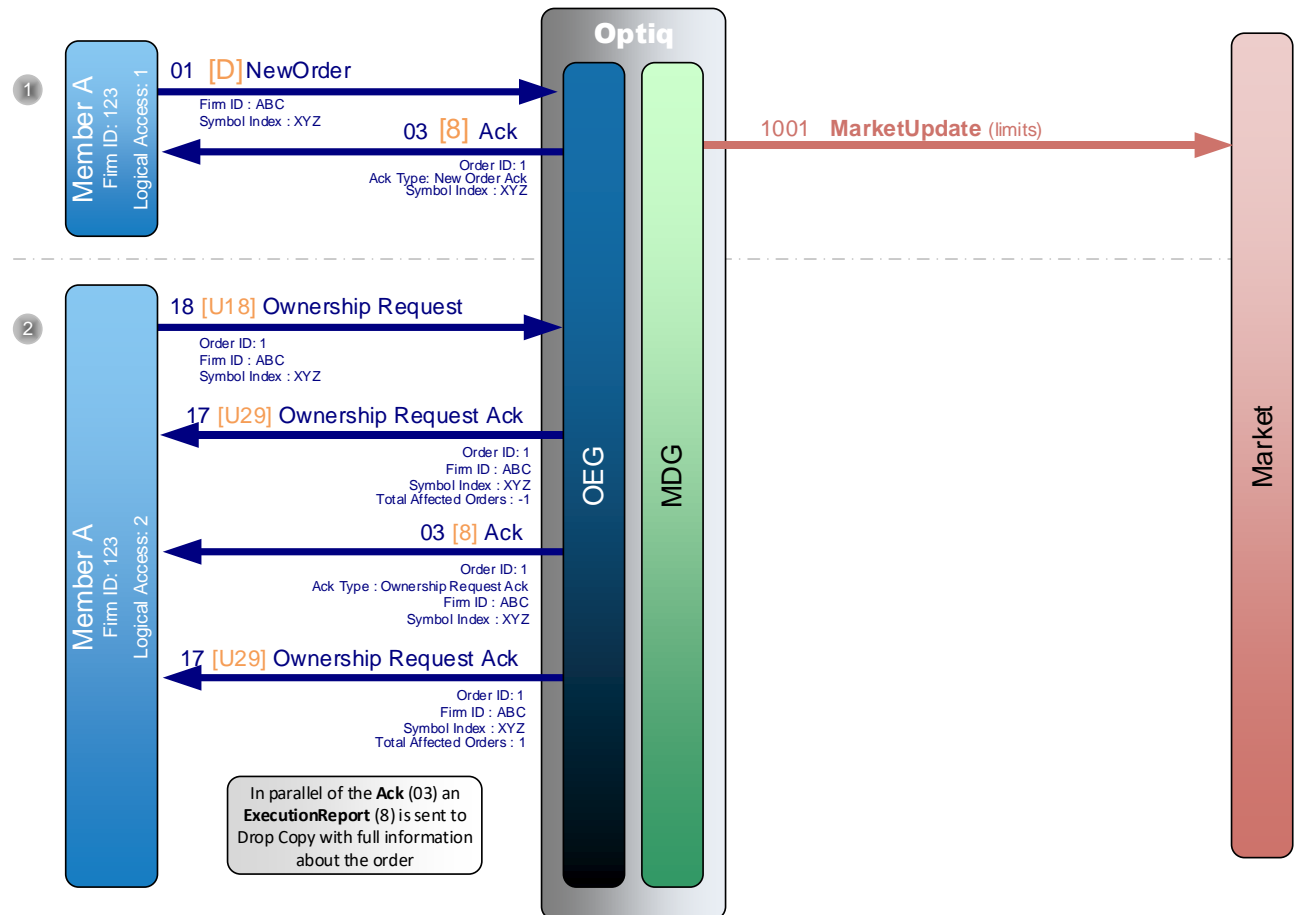 Optiq
1
Member A
Firm ID: 123
Logical Access: 1
01 [D] NewOrder
Firm ID : ABC
Symbol Index : XYZ
03 [8] Ack
Order ID: 1
Ack Type: New Order Ack
Symbol Index : XYZ
1001 MarketUpdate (limits)
2
Member A
Firm ID: 123
Logical Access: 2
18 [U18] Ownership Request
Order ID: 1
Firm ID : ABC
Symbol Index : XYZ
17 [U29] Ownership Request Ack
Order ID: 1
Firm ID : ABC
Symbol Index : XYZ
Total Affected Orders : -1
03 [8] Ack
Order ID: 1
Ack Type : Ownership Request Ack
Firm ID : ABC
Symbol Index : XYZ
17 [U29] Ownership Request Ack
Order ID: 1
Firm ID : ABC
Symbol Index : XYZ
Total Affected Orders : 1
OEG
MDG
Market
In parallel of the Ack (03) an
ExecutionReport (8) is sent to
Drop Copy with full information
about the order